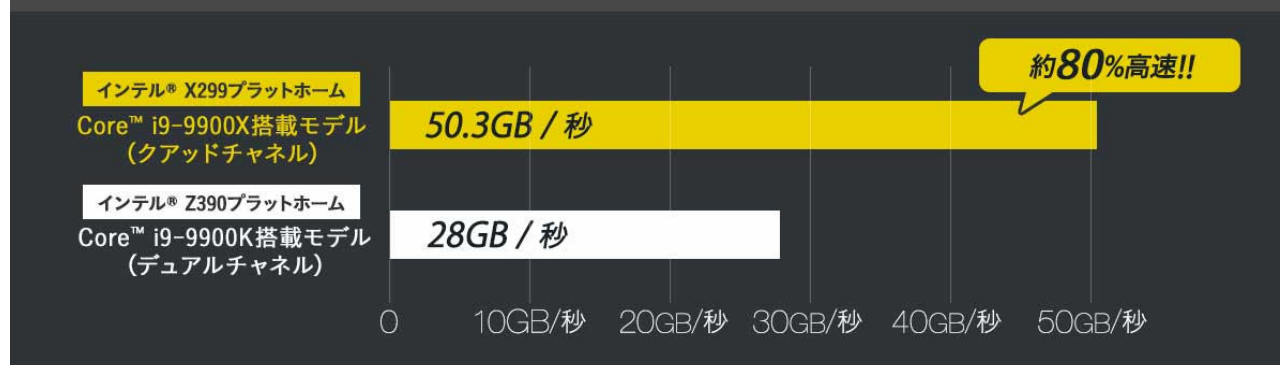 約80%高速!!
インテル® X299プラットホーム
Core™ i9-9900X搭載モデル
(クアッドチャネル)
50.3GB / 秒
インテル® Z390プラットホーム
Core™ i9-9900K搭載モデル
(デュアルチャネル)
28GB / 秒
0 10GB/秒 20GB/秒 30GB/秒 40GB/秒 50GB/秒